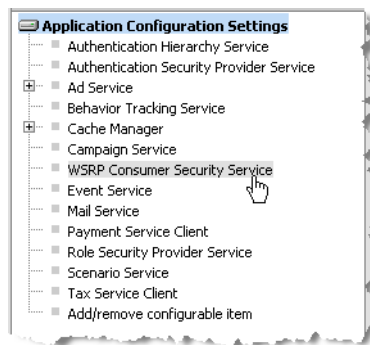 Application Configuration Settings
Authentication Hierarchy Service
Authentication Security Provider Service
Ad Service
Behavior Tracking Service
Cache Manager
Campaign Service
WSRP Consumer Security Service
Event Service
Mail Service
Payment Service Client
Role Security Provider Service
Scenario Service
Tax Service Client
Add/remove configurable item